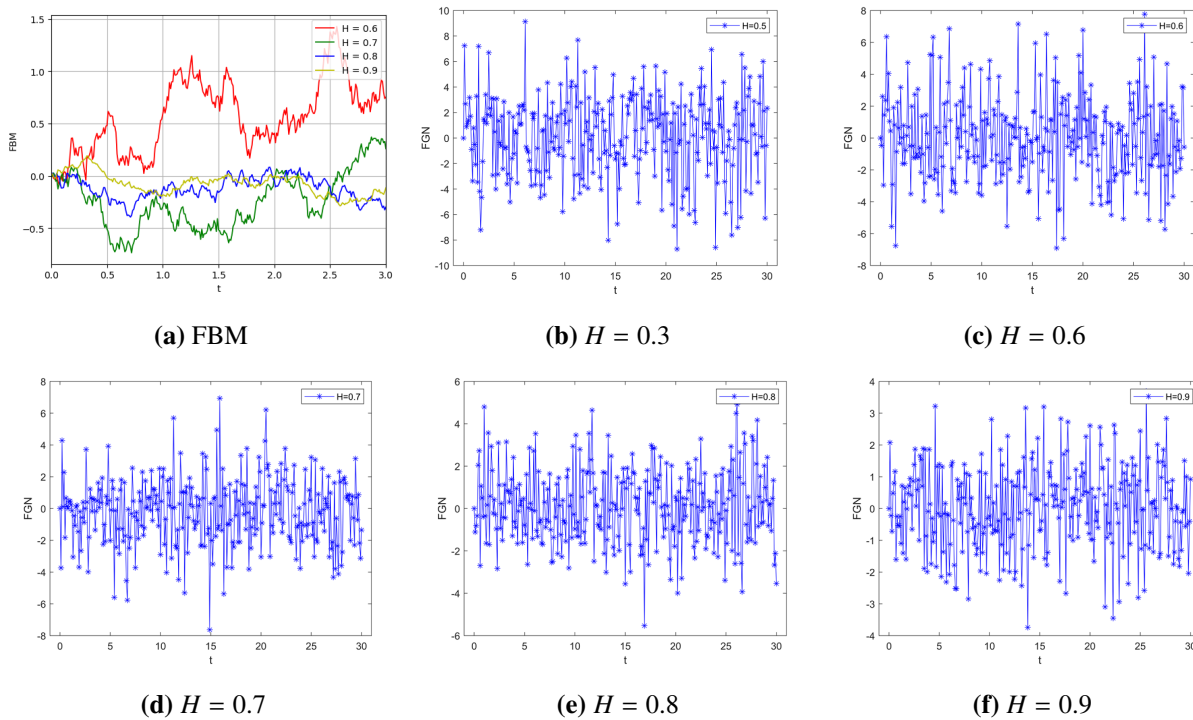 1.5
1.0
0.5
0.0
−0.5
0.0 0.5 1.0 1.5 2.0 2.5 3.0
FBM
t
H = 0.6
H = 0.7
H = 0.8
H = 0.9
(a) FBM
10
8
6
4
2
0
-2
-4
-6
-8
-10
0 5 10 15 20 25 30
FGN
t
H=0.5
(b) H = 0.3
8
6
4
2
0
-2
-4
-6
-8
0 5 10 15 20 25 30
FGN
t
H=0.6
(c) H = 0.6
8
6
4
2
0
-2
-4
-6
-8
0 5 10 15 20 25 30
FGN
t
H=0.7
(d) H = 0.7
6
4
2
0
-2
-4
-6
0 5 10 15 20 25 30
FGN
t
H=0.8
(e) H = 0.8
4
3
2
1
0
-1
-2
-3
-4
0 5 10 15 20 25 30
FGN
t
H=0.9
(f) H = 0.9